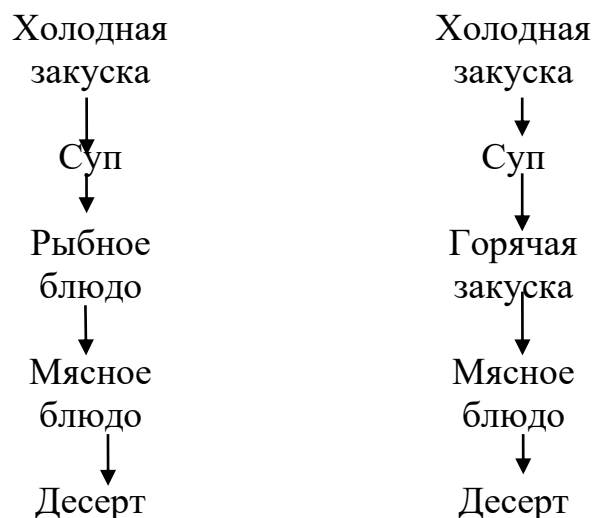 Холодная
закуска
Суп
Рыбное
блюдо
Мясное
блюдо
Десерт
Холодная
закуска
Суп
Горячая
закуска
Мясное
блюдо
Десерт